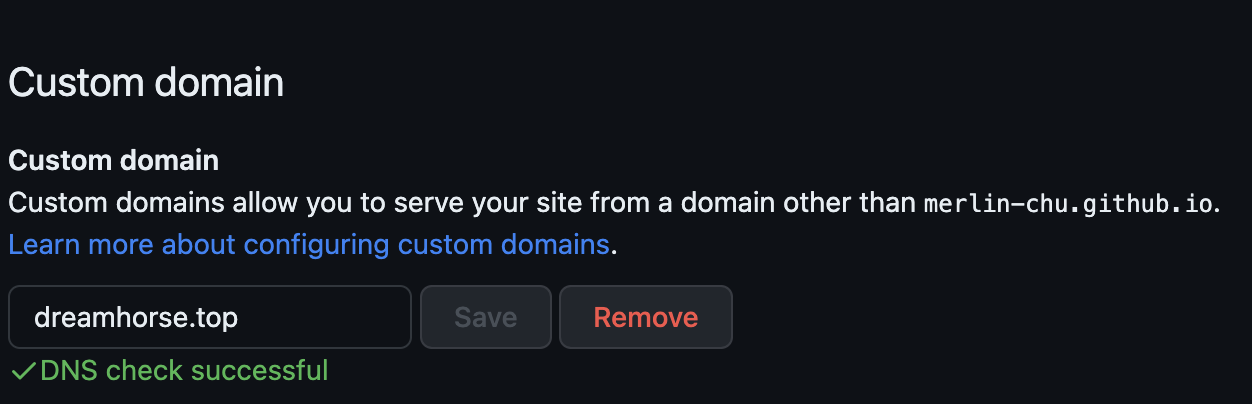 Custom domain
Custom domain
Custom domains allow you to serve your site from a domain other than merlin-chu.github.io.
Learn more about configuring custom domains.
dreamhorse.top Save Remove
✓DNS check successful